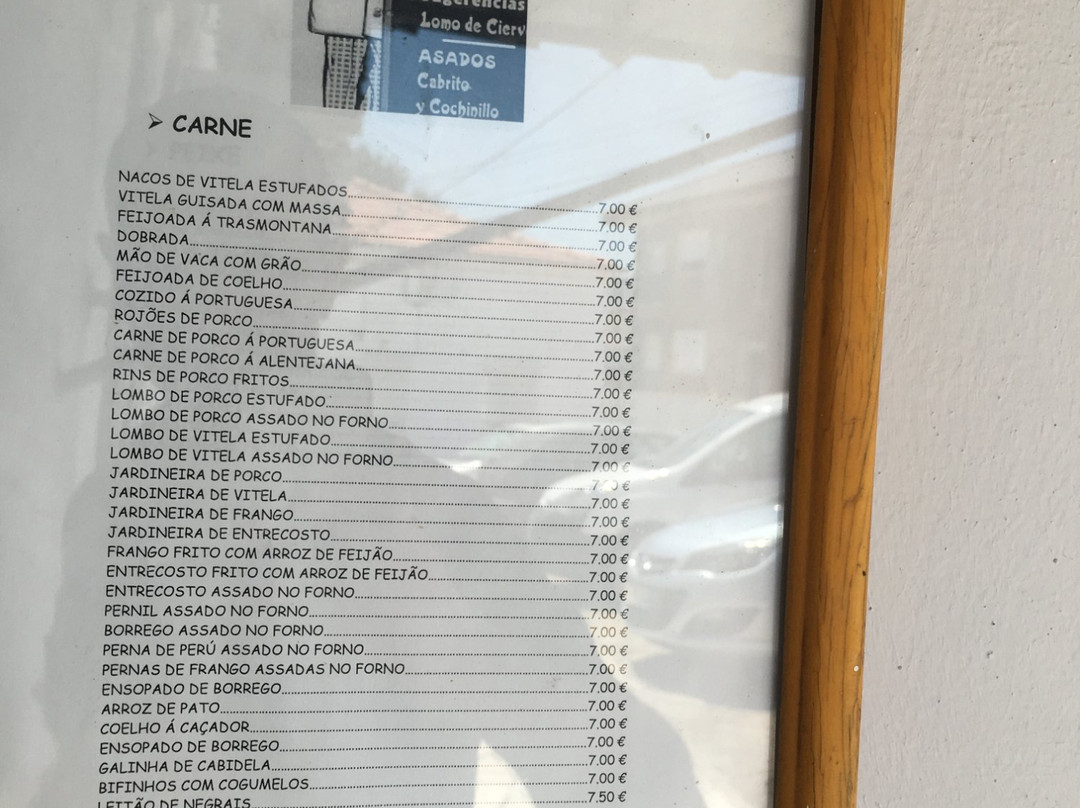 Sugerencias
Lomo de Cierv
ASADOS
Cabrito
y Cochinillo
➢ CARNE
NACOS DE VITELA ESTUFADOS 7.00 €
VITELA GUISADA COM MASSA 7.00 €
FEIJOADA Á TRASMONTANA 7.00 €
DOBRADA 7.00 €
MÃO DE VACA COM GRÃO 7.00 €
FEIJOADA DE COELHO 7.00 €
COZIDO Á PORTUGUESA 7.00 €
ROJÕES DE PORCO 7.00 €
CARNE DE PORCO Á PORTUGUESA 7.00 €
CARNE DE PORCO Á ALENTEJANA 7.00 €
RINS DE PORCO FRITOS 7.00 €
LOMBO DE PORCO ESTUFADO 7.00 €
LOMBO DE PORCO ASSADO NO FORNO 7.00 €
LOMBO DE VITELA ESTUFADO 7.00 €
LOMBO DE VITELA ASSADO NO FORNO 7.00 €
JARDINEIRA DE PORCO €
JARDINEIRA DE VITELA 7.00 €
JARDINEIRA DE FRANGO 7.00 €
JARDINEIRA DE ENTRECOSTO 7.00 €
FRANGO FRITO COM ARROZ DE FEIJÃO 7.00 €
ENTRECOSTO FRITO COM ARROZ DE FEIJÃO 7.00 €
ENTRECOSTO ASSADO NO FORNO 7.00 €
PERNIL ASSADO NO FORNO 7.00 €
BORREGO ASSADO NO FORNO 7.00 €
PERNA DE PERÚ ASSADO NO FORNO 7.00 €
PERNAS DE FRANGO ASSADAS NO FORNO 7.00 €
ENSOPADO DE BORREGO 7.00 €
ARROZ DE PATO 7.00 €
COELHO Á CAÇADOR 7.00 €
ENSOPADO DE BORREGO 7.00 €
GALINHA DE CABIDELA 7.00 €
BIFINHOS COM COGUMELOS 7.00 €
LEITÃO DE NEGRAIS 7.50 €